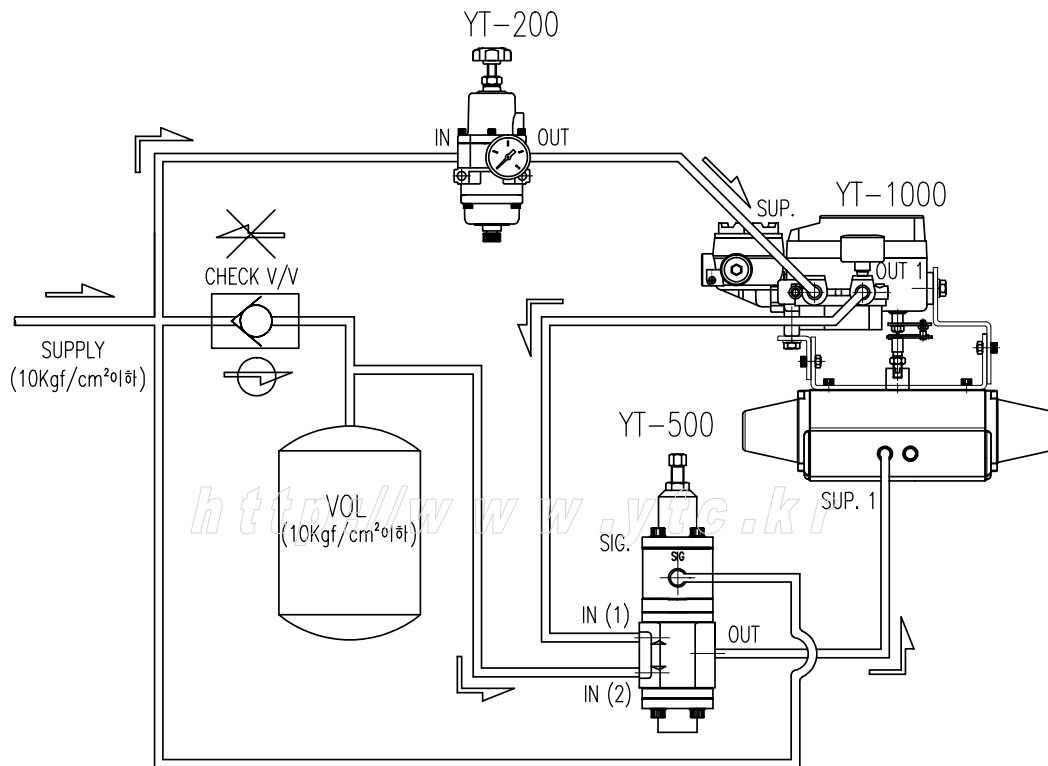 YT-200
IN
OUT
YT-1000
SUP.
OUT 1
CHECK V/V
SUPPLY
(10Kgf/cm²이하)
YT-500
SUP. 1
http://www.ytc.kr
VOL
(10Kgf/cm²이하)
SIG.
SIG
IN (1)
OUT
IN (2)